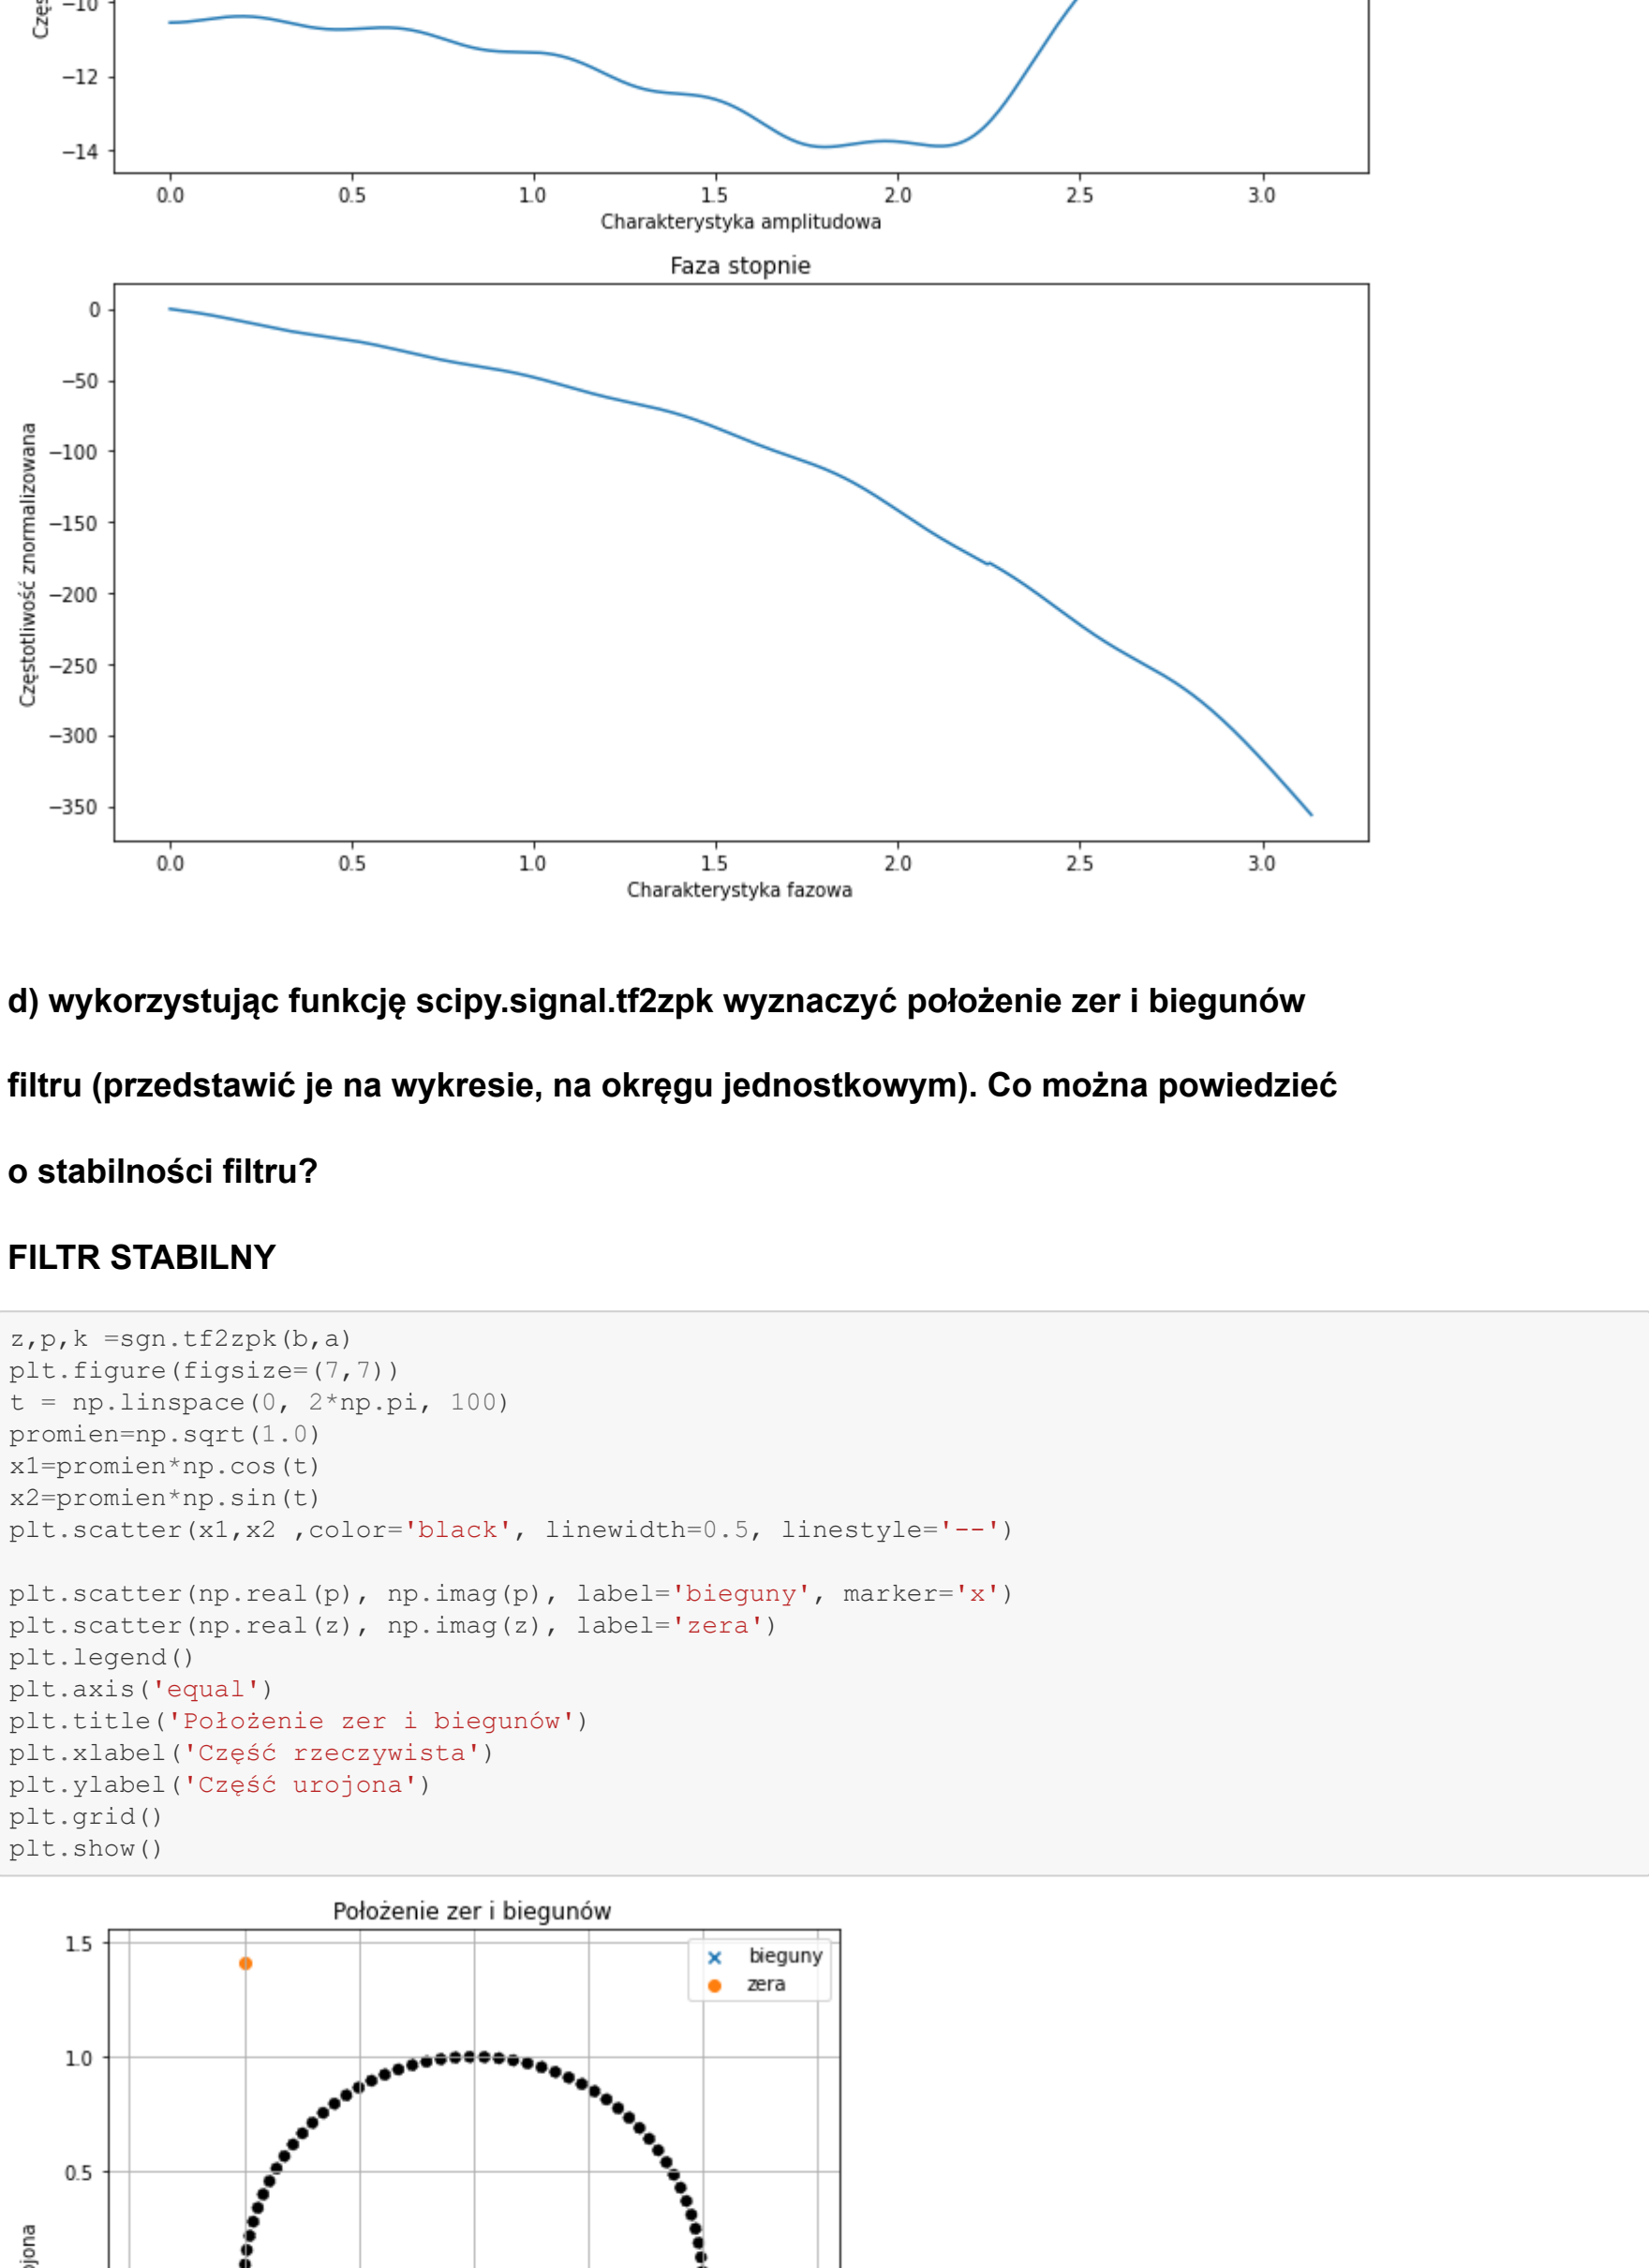 −10
−12
−14
0.0 0.5 1.0 1.5 2.0 2.5 3.0
Charakterystyka amplitudowa
Faza stopnie
0
−50
−100
−150
−200
−250
−300
−350
Częstotliwość znormalizowana
0.0 0.5 1.0 1.5 2.0 2.5 3.0
Charakterystyka fazowa
d) wykorzystując funkcję scipy.signal.tf2zpk wyznaczyć położenie zer i biegunów
filtru (przedstawić je na wykresie, na okręgu jednostkowym). Co można powiedzieć
o stabilności filtru?
FILTR STABILNY
z,p,k =sgn.tf2zpk(b,a)
plt.figure(figsize=(7,7))
t = np.linspace(0, 2*np.pi, 100)
promien=np.sqrt(1.0)
x1=promien*np.cos(t)
x2=promien*np.sin(t)
plt.scatter(x1,x2 ,color='black', linewidth=0.5, linestyle='--')
plt.scatter(np.real(p), np.imag(p), label='bieguny', marker='x')
plt.scatter(np.real(z), np.imag(z), label='zera')
plt.legend()
plt.axis('equal')
plt.title('Położenie zer i biegunów')
plt.xlabel('Część rzeczywista')
plt.ylabel('Część urojona')
plt.grid()
plt.show()
Położenie zer i biegunów
bieguny
zera
1.5
1.0
0.5